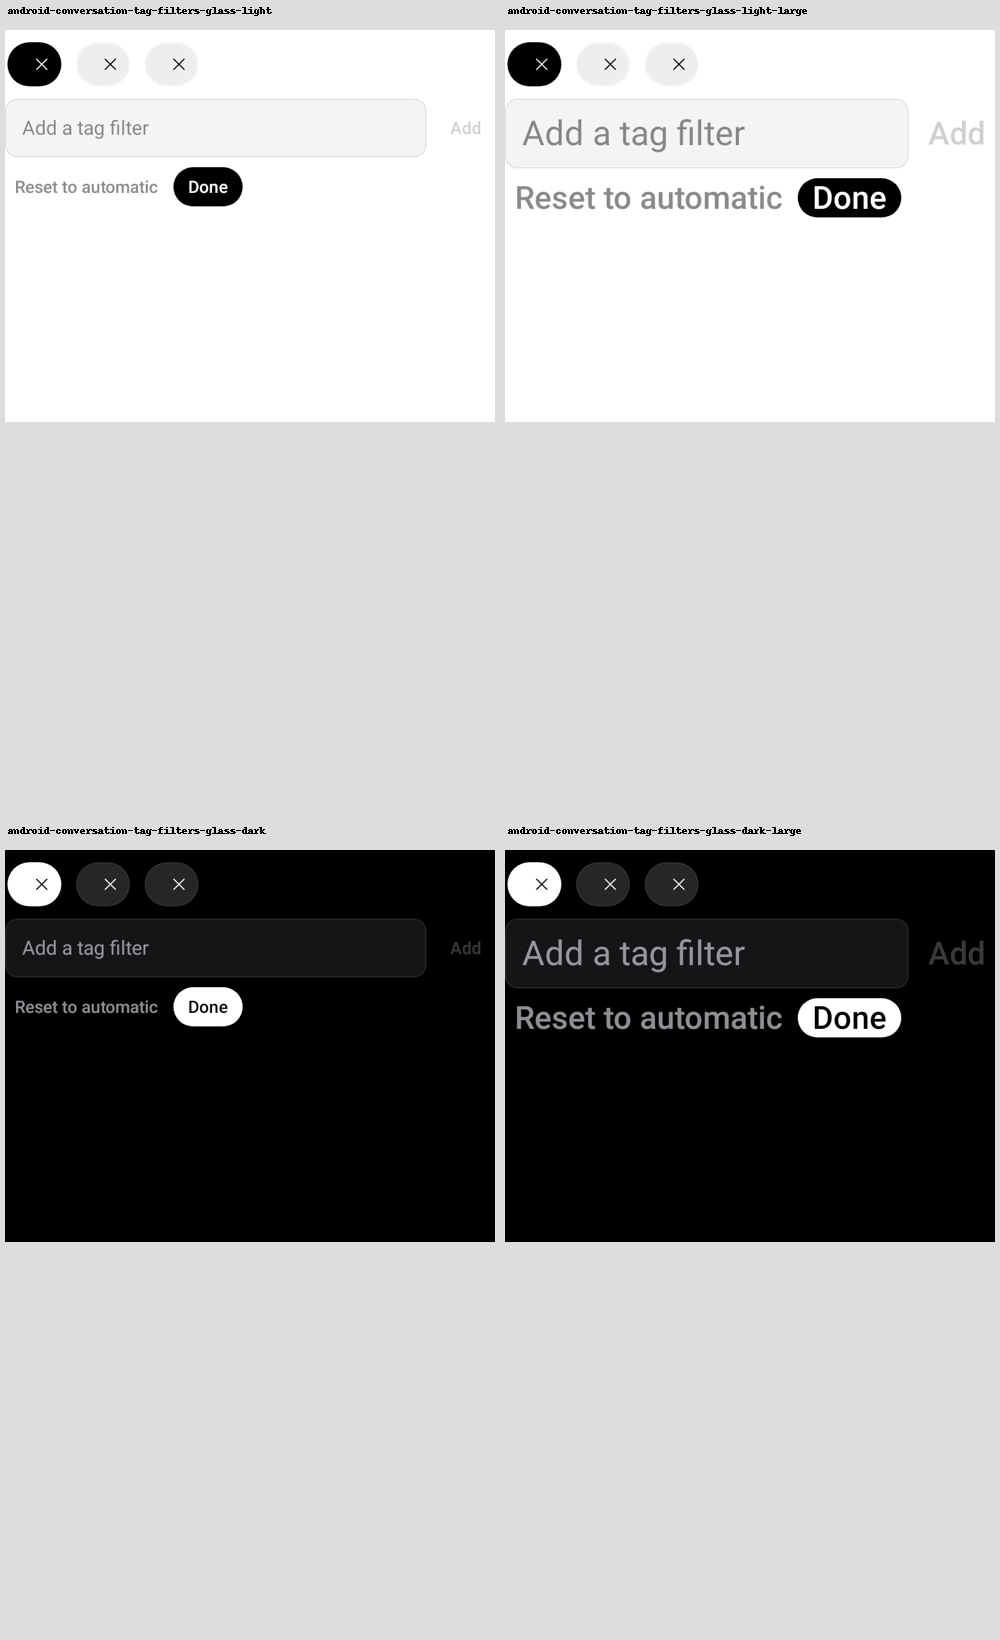 android-conversation-tag-filters-glass-light
Add a tag filter
Add
Reset to automatic
Done
android-conversation-tag-filters-glass-light-large
Add a tag filter
Add
Reset to automatic
Done
android-conversation-tag-filters-glass-dark
Add a tag filter
Add
Reset to automatic
Done
android-conversation-tag-filters-glass-dark-large
Add a tag filter
Add
Reset to automatic
Done